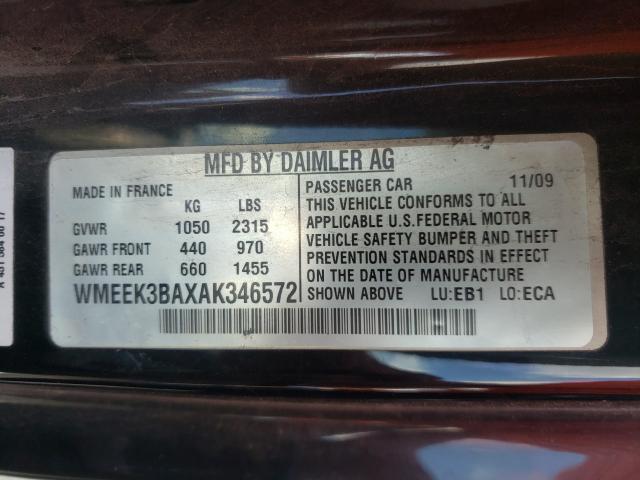 MFD BY DAIMLER AG
MADE IN FRANCE
KG LBS
GVWR 1050 2315
GAWR FRONT 440 970
GAWR REAR 660 1455
WMEEK3BAXAK346572
PASSENGER CAR 11/09
THIS VEHICLE CONFORMS TO ALL
APPLICABLE U.S.FEDERAL MOTOR
VEHICLE SAFETY BUMPER AND THEFT
PREVENTION STANDARDS IN EFFECT
ON THE DATE OF MANUFACTURE
SHOWN ABOVE LU:EB1 LO:ECA